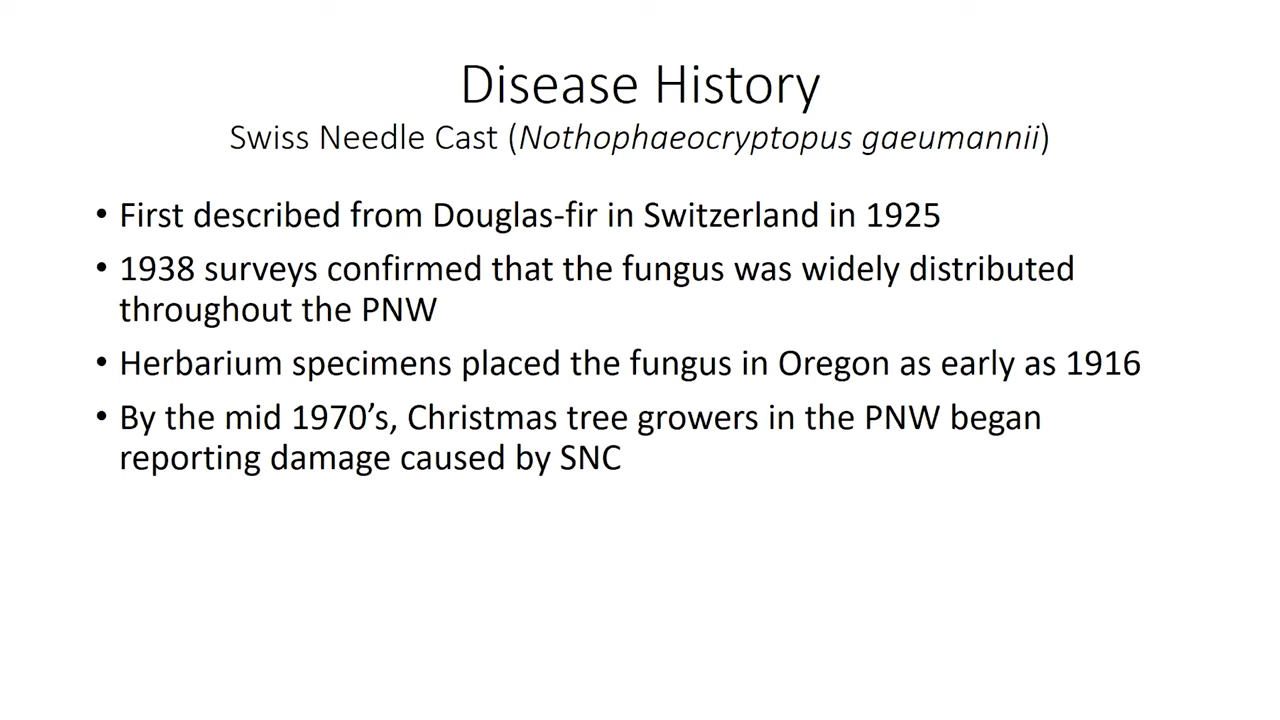 Disease History
Swiss Needle Cast (Nothophaeocryptopus gaeumannii)
• First described from Douglas-fir in Switzerland in 1925
• 1938 surveys confirmed that the fungus was widely distributed
throughout the PNW
• Herbarium specimens placed the fungus in Oregon as early as 1916
• By the mid 1970’s, Christmas tree growers in the PNW began
reporting damage caused by SNC